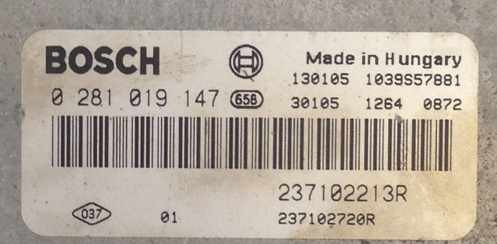 BOSCH Made in Hungary
130105 1039S57881
0 281 019 147 658 30105 1264 0872
237102213R
037 01 237102720R